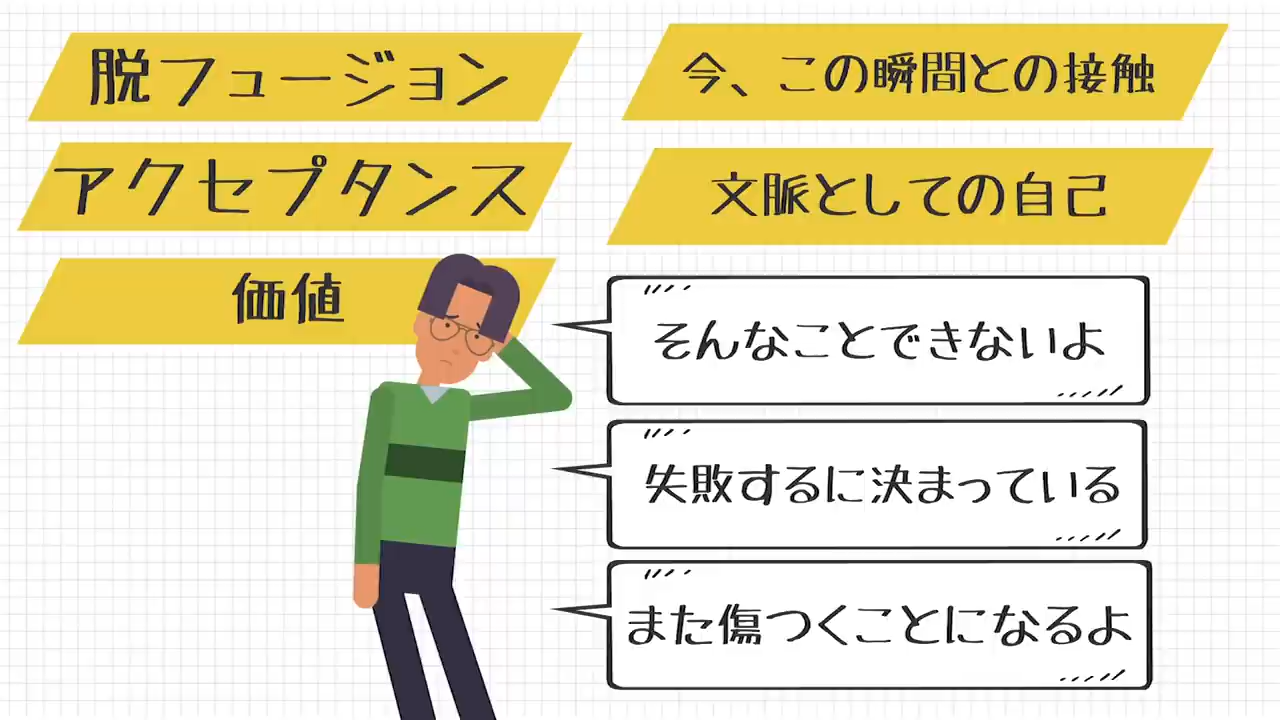 脱フュージョン
アクセプタンス
価値
今、この瞬間との接触
文脈としての自己
そんなことできないよ
失敗するに決まっている
また傷つくことになるよ